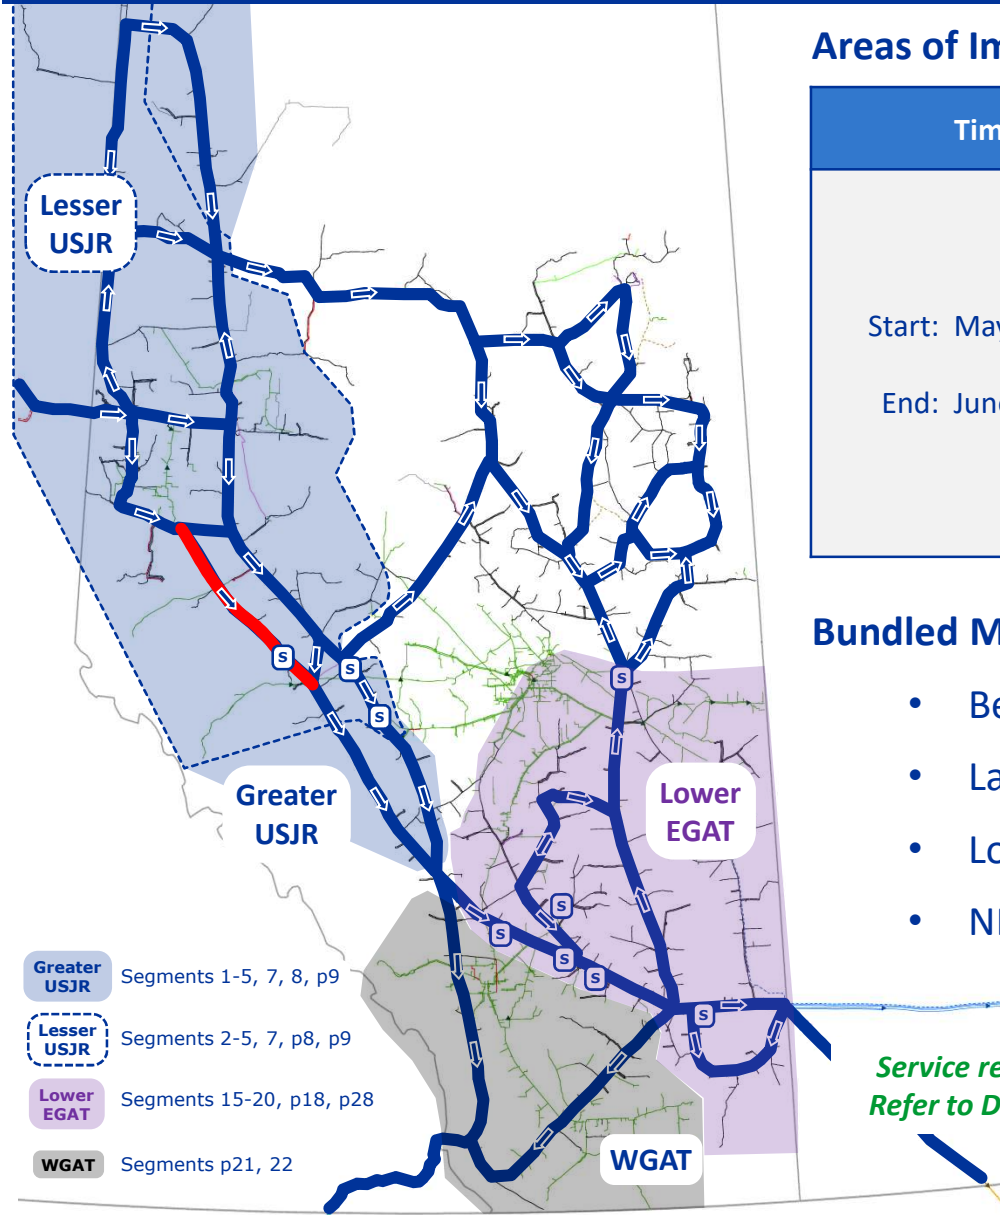 Areas of Im
Tim
Start: May
End: June
Bundled M
• Be
• La
• Lo
• NE
Service re
Refer to D
Lesser
USJR
Greater
USJR
Lower
EGAT
WGAT
S
S
S
S
S
S
S
S
S
Greater
USJR
Segments 1-5, 7, 8, p9
Lesser
USJR
Segments 2-5, 7, p8, p9
Lower
EGAT
Segments 15-20, p18, p28
WGAT
Segments p21, 22